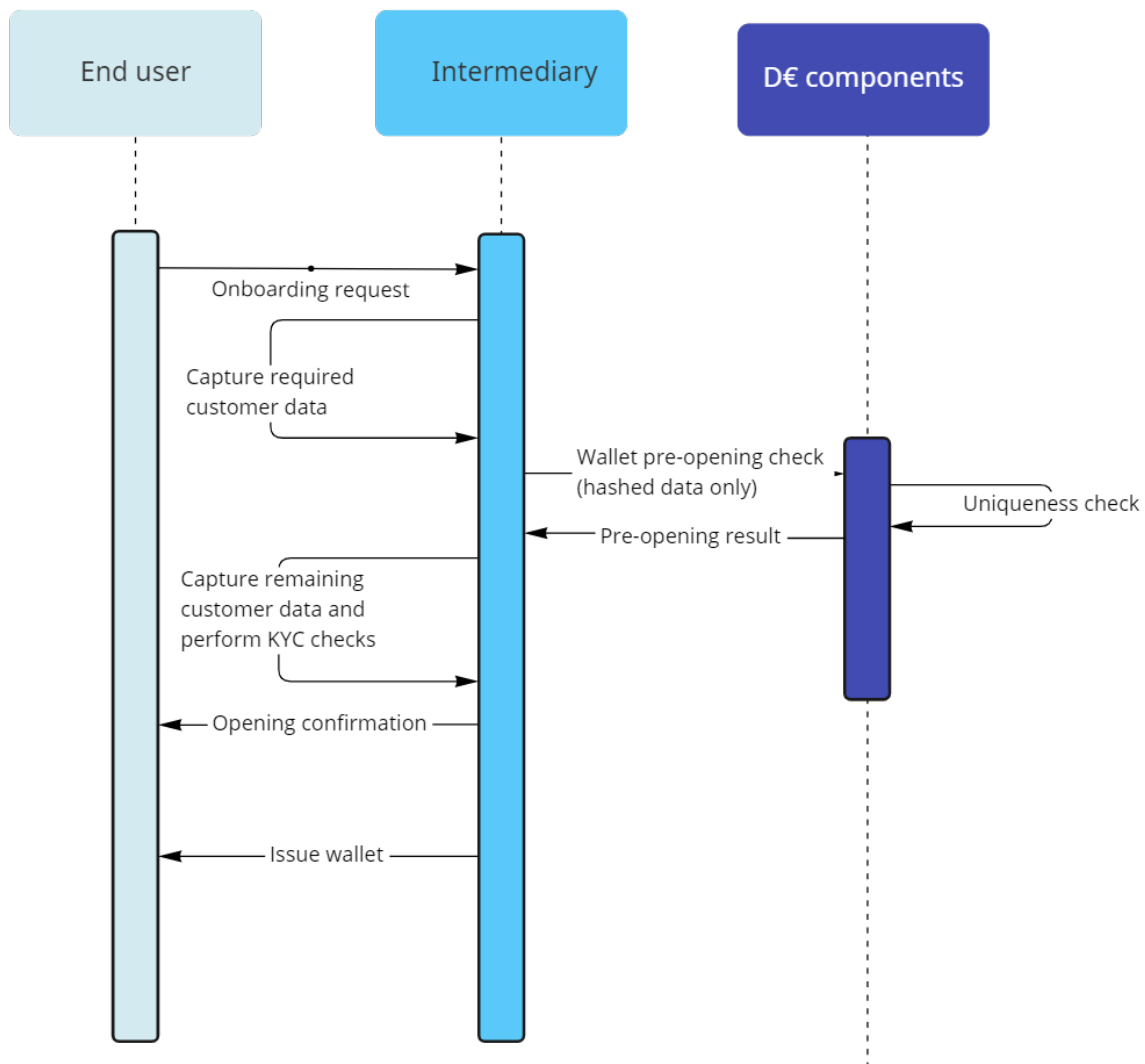 End user
Intermediary
D€ components
Onboarding request
Capture required
customer data
Wallet pre-opening check
(hashed data only)
Uniqueness check
Pre-opening result
Capture remaining
customer data and
perform KYC checks
Opening confirmation
Issue wallet